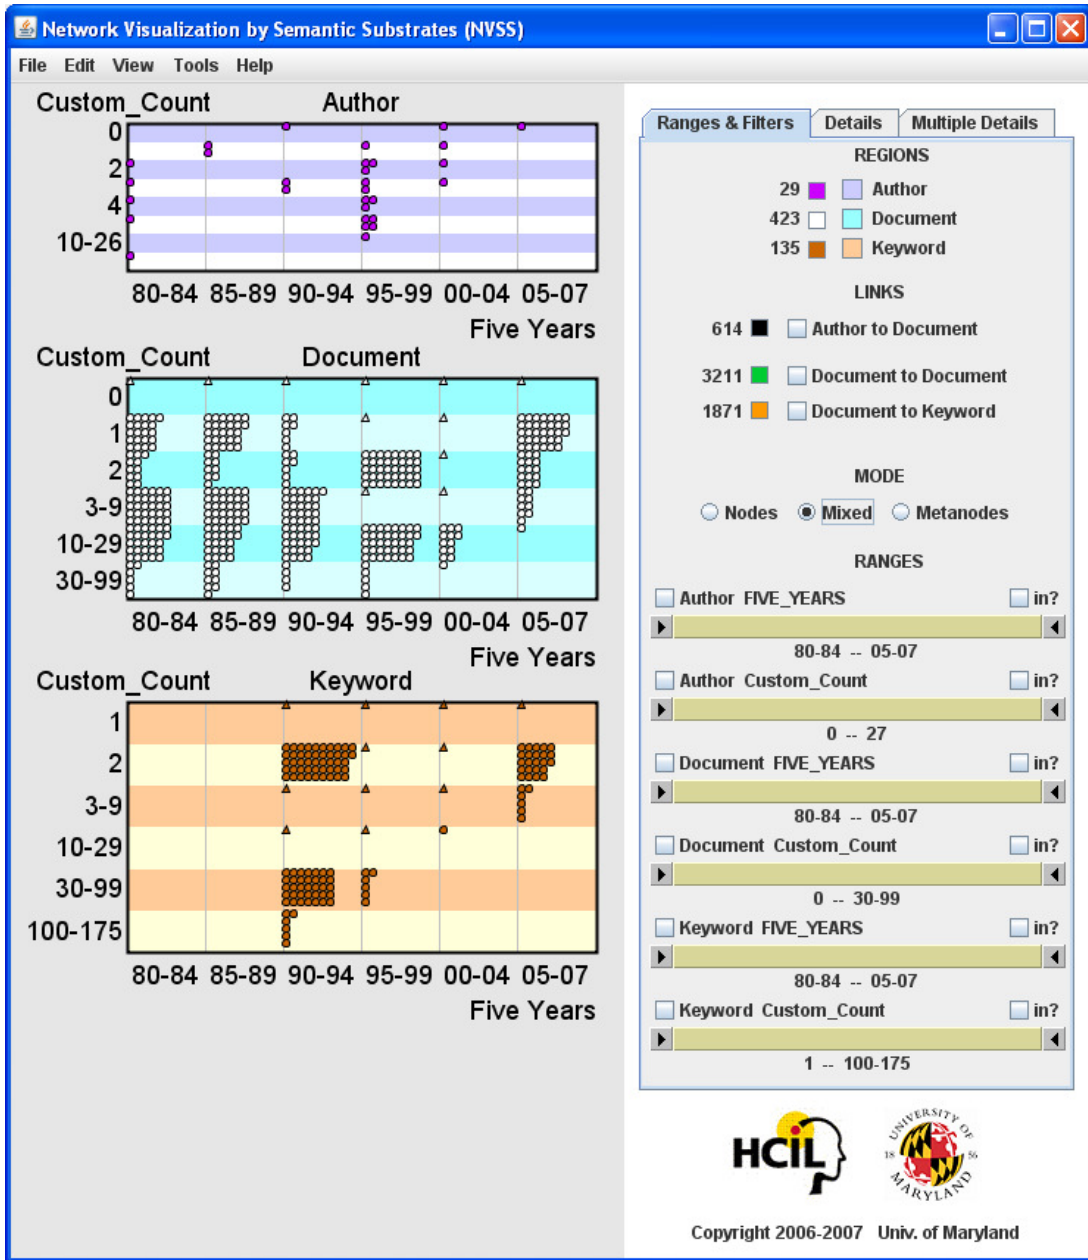 Network Visualization by Semantic Substrates (NVSS)
File Edit View Tools Help
Custom_Count Author
0
2
4
10-26
80-84 85-89 90-94 95-99 00-04 05-07
Five Years
Custom_Count Document
0
1
2
3-9
10-29
30-99
80-84 85-89 90-94 95-99 00-04 05-07
Five Years
Custom_Count Keyword
1
2
3-9
10-29
30-99
100-175
80-84 85-89 90-94 95-99 00-04 05-07
Five Years
Ranges & Filters Details Multiple Details
REGIONS
29 Author
423 Document
135 Keyword
LINKS
614 Author to Document
3211 Document to Document
1871 Document to Keyword
MODE
Nodes Mixed Metanodes
RANGES
Author FIVE_YEARS in?
80-84 -- 05-07
Author Custom_Count in?
0 -- 27
Document FIVE_YEARS in?
80-84 -- 05-07
Document Custom_Count in?
0 -- 30-99
Keyword FIVE_YEARS in?
80-84 -- 05-07
Keyword Custom_Count in?
1 -- 100-175
HCIL
UNIVERSITY OF
18 56
MARYLAND
Copyright 2006-2007 Univ. of Maryland